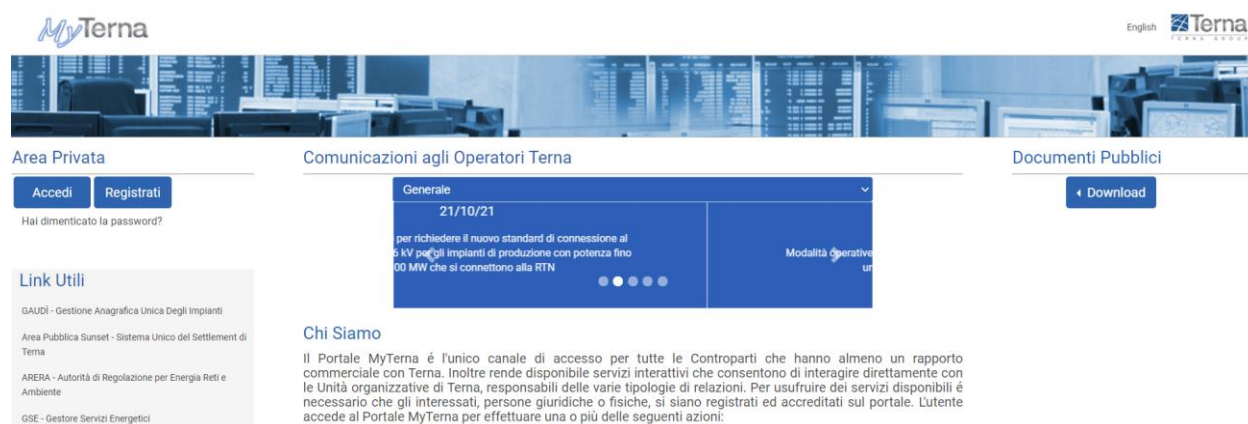 MyTerna
English
Terna
TERNA GROUP
Area Privata
Accedi
Registrati
Hai dimenticato la password?
Link Utili
GAUDÌ - Gestione Anagrafica Unica Degli Impianti
Area Pubblica Sunset - Sistema Unico del Settlement di
Terna
ARERA - Autorità di Regolazione per Energia Reti e
Ambiente
GSE - Gestore Servizi Energetici
Comunicazioni agli Operatori Terna
Generale
21/10/21
per richiedere il nuovo standard di connessione al
6 kV per gli impianti di produzione con potenza fino
00 MW che si connettono alla RTN
Modalità operative
un
Chi Siamo
Il Portale MyTerna é l'unico canale di accesso per tutte le Controparti che hanno almeno un rapporto
commerciale con Terna. Inoltre rende disponibile servizi interattivi che consentono di interagire direttamente con
le Unità organizzative di Terna, responsabili delle varie tipologie di relazioni. Per usufruire dei servizi disponibili é
necessario che gli interessati, persone giuridiche o fisiche, si siano registrati ed accreditati sul portale. L'utente
accede al Portale MyTerna per effettuare una o più delle seguenti azioni:
Documenti Pubblici
Download